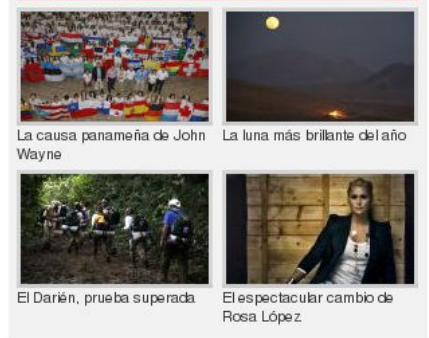 La causa panameña de John
Wayne
La luna más brillante del año
El Darién, prueba superada
El espectacular cambio de
Rosa López